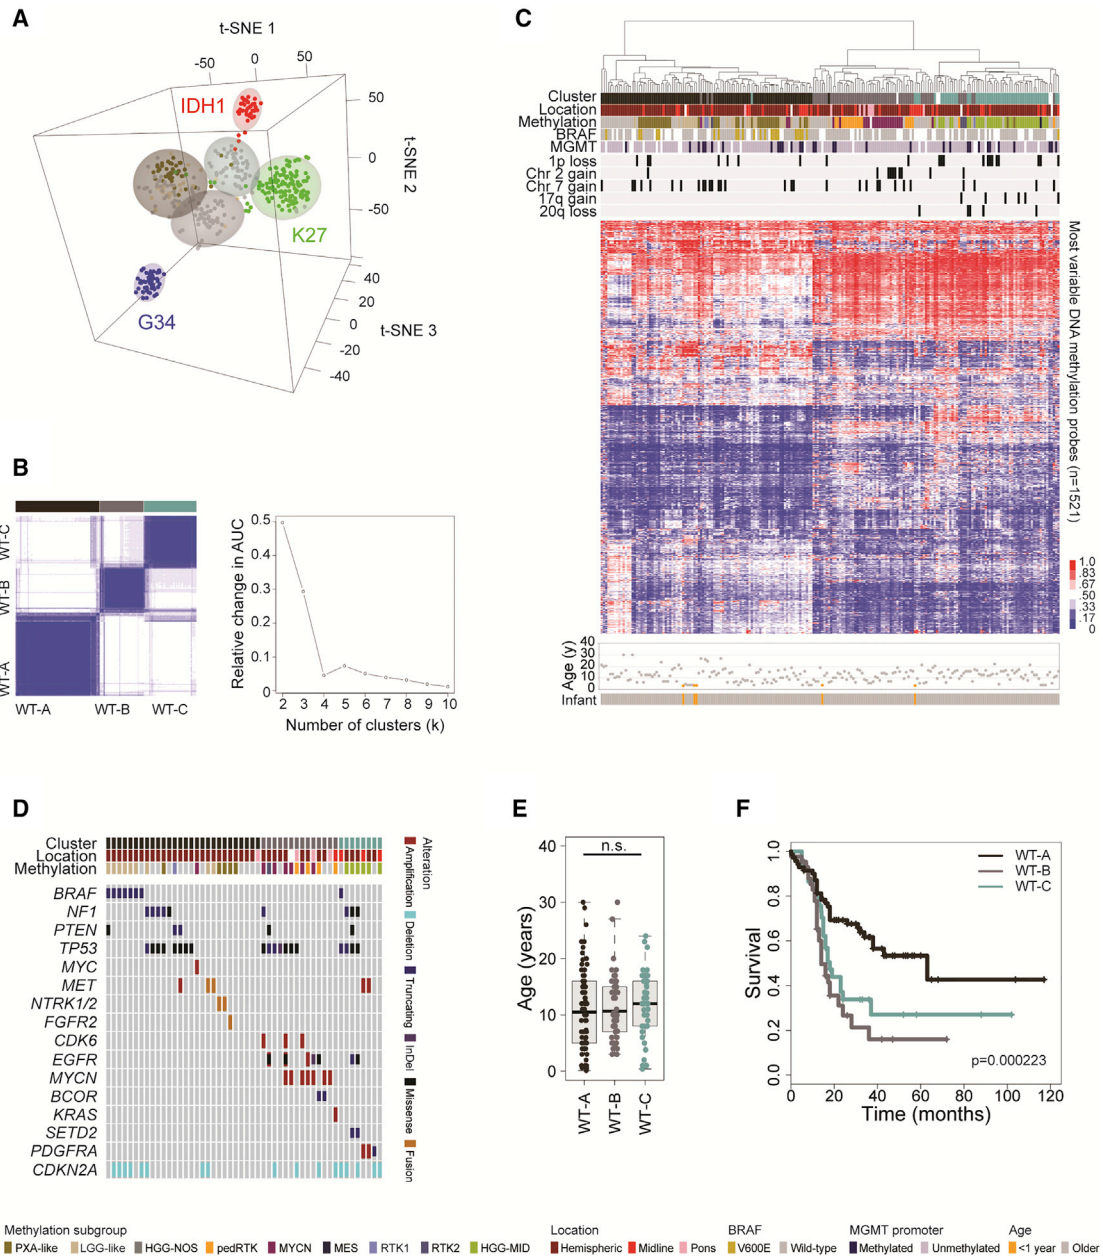 A
t-SNE 1
-50 0 50
IDH1
50
0
-50
t-SNE 2
K27
G34
40
20
0
-20
-40
t-SNE 3
B
WT-C
WT-B
WT-A
WT-A WT-B WT-C
Relative change in AUC
0.5
0.4
0.3
0.2
0.1
0
2 3 4 5 6 7 8 9 10
Number of clusters (k)
C
Cluster
Location
Methylation
BRAF
MGMT
1p loss
Chr 2 gain
Chr 7 gain
17q gain
20q loss
Most variable DNA methylation probes (n=1521)
1.0
.83
.67
.50
.33
.17
0
Age (y)
40
30
20
10
0
Infant
D
Cluster
Location
Methylation
BRAF
NF1
PTEN
TP53
MYC
MET
NTRK1/2
FGFR2
CDK6
EGFR
MYCN
BCOR
KRAS
SETD2
PDGFRA
CDKN2A
Alteration
Amplification
Deletion
Truncating
InDel
Missense
Fusion
E
n.s.
Age (years)
40
30
20
10
0
WT-A
WT-B
WT-C
F
Survival
1.0
0.8
0.6
0.4
0.2
0.0
WT-A
WT-B
WT-C
p=0.000223
0 20 40 60 80 100 120
Time (months)
Methylation subgroup
PXA-like LGG-like HGG-NOS pedRTK MYCN MES RTK1 RTK2 HGG-MID
Location
Hemispheric Midline Pons
BRAF
V600E Wild-type
MGMT promoter
Methylated Unmethylated
Age
<1 year Older